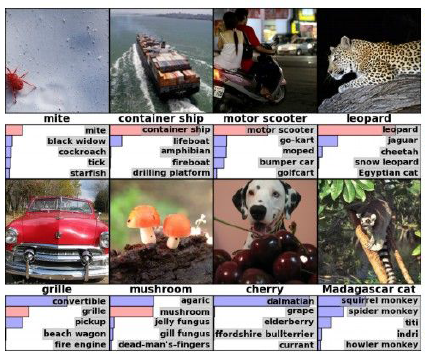 mite
container ship
motor scooter
leopard
mite
black widow
cockroach
tick
starfish
container ship
lifeboat
amphibian
fireboat
drilling platform
motor scooter
go-kart
moped
bumper car
golfcart
leopard
jaguar
cheetah
snow leopard
Egyptian cat
grille
mushroom
cherry
Madagascar cat
convertible
grille
pickup
beach wagon
fire engine
agaric
mushroom
jelly fungus
gill fungus
dead-man's-fingers
dalmatian
grape
elderberry
ffordshire bullterrier
currant
squirrel monkey
spider monkey
titi
indri
howler monkey